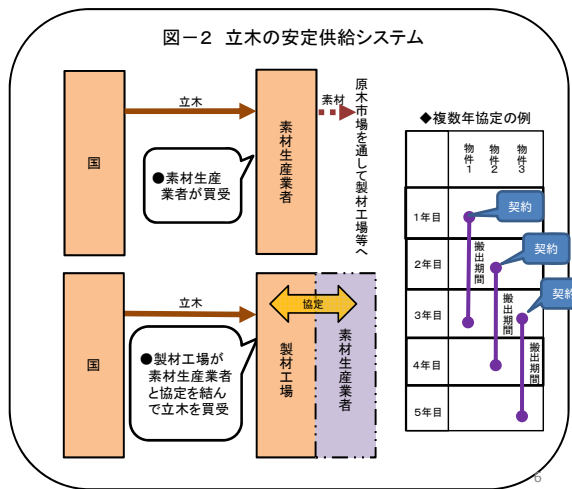 図－2 立木の安定供給システム
国
立木
素材生産業者
素材
原木市場を通して製材工場等へ
●素材生産
業者が買受
国
立木
製材工場
協定
素材生産業者
●製材工場が
素材生産業者
と協定を結ん
で立木を買受
◆複数年協定の例
物件1
物件2
物件3
1年目
2年目
3年目
4年目
5年目
契約
契約
契約
搬出期間
搬出期間
搬出期間
6